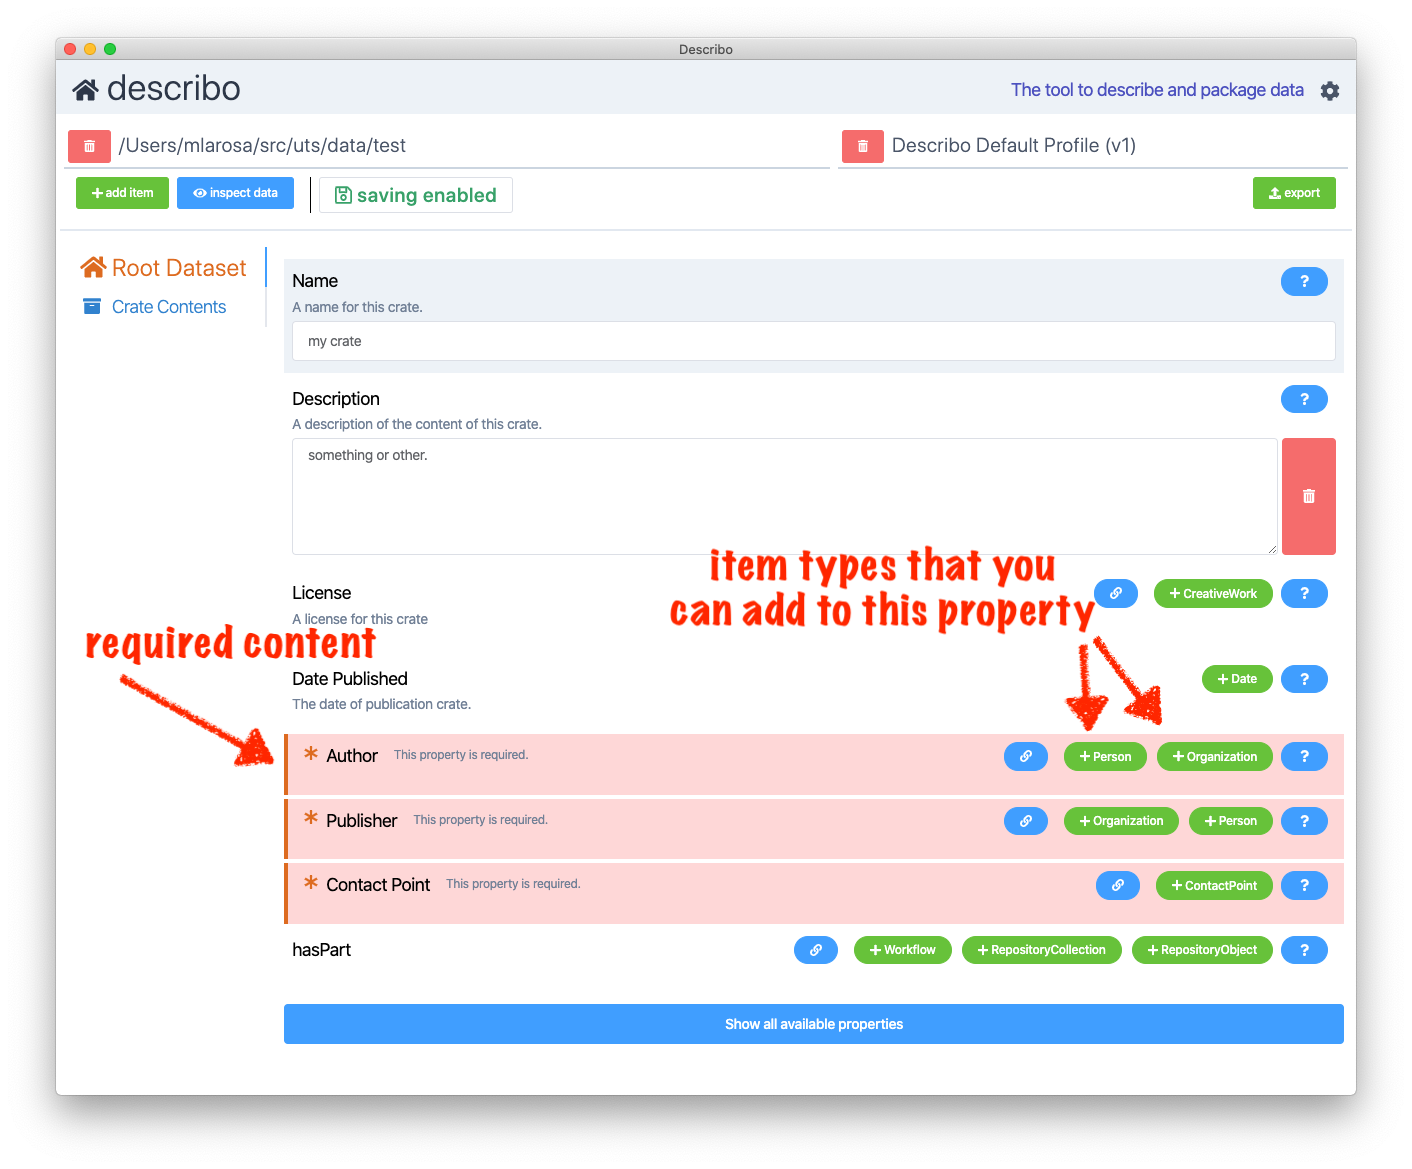 Describo
describo
The tool to describe and package data
/Users/mlarosa/src/uts/data/test
Describo Default Profile (v1)
+ add item
inspect data
saving enabled
export
Root Dataset
Crate Contents
Name
?
A name for this crate.
my crate
Description
?
A description of the content of this crate.
something or other.
item types that you
can add to this property
License
+ CreativeWork
?
A license for this crate
required content
Date Published
+ Date
?
The date of publication crate.
* Author This property is required.
+ Person
+ Organization
?
* Publisher This property is required.
+ Organization
+ Person
?
* Contact Point This property is required.
+ ContactPoint
?
hasPart
+ Workflow
+ RepositoryCollection
+ RepositoryObject
?
Show all available properties